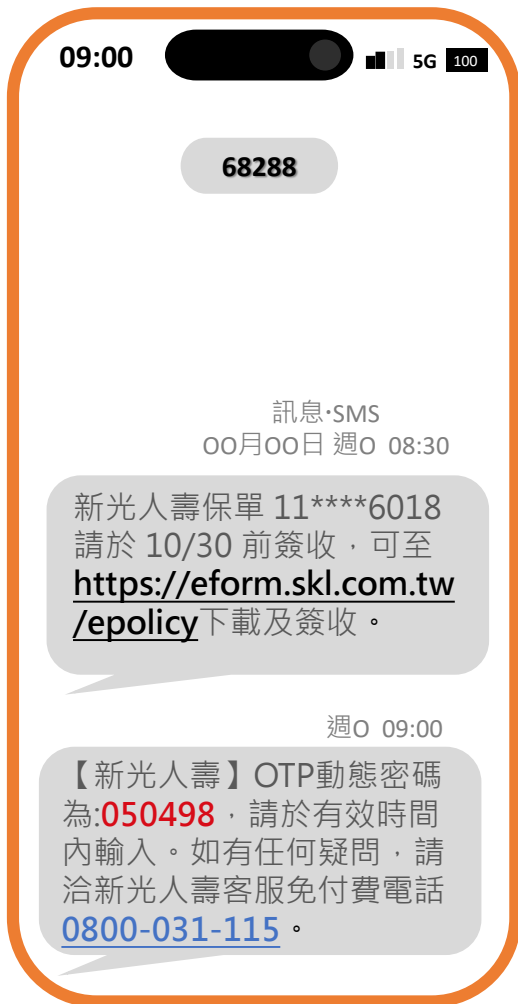 09:00
5G 100
68288
訊息·SMS
OO月OO日 週O 08:30
新光人壽保單 11****6018
請於 10/30 前簽收，可至
https://eform.skl.com.tw
/epolicy下載及簽收。
週O 09:00
【新光人壽】OTP動態密碼
為:050498，請於有效時間
內輸入。如有任何疑問，請
洽新光人壽客服免付費電話
0800-031-115。